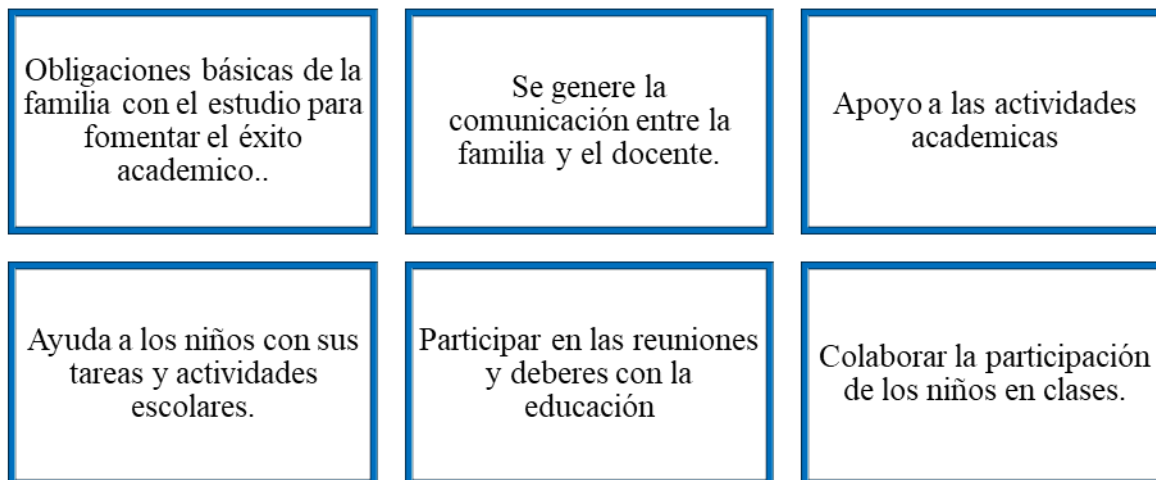 Obligaciones básicas de la
familia con el estudio para
fomentar el éxito
academico..
Se genere la
comunicación entre la
familia y el docente.
Apoyo a las actividades
academicas
Ayuda a los niños con sus
tareas y actividades
escolares.
Participar en las reuniones
y deberes con la
educación
Colaborar la participación
de los niños en clases.